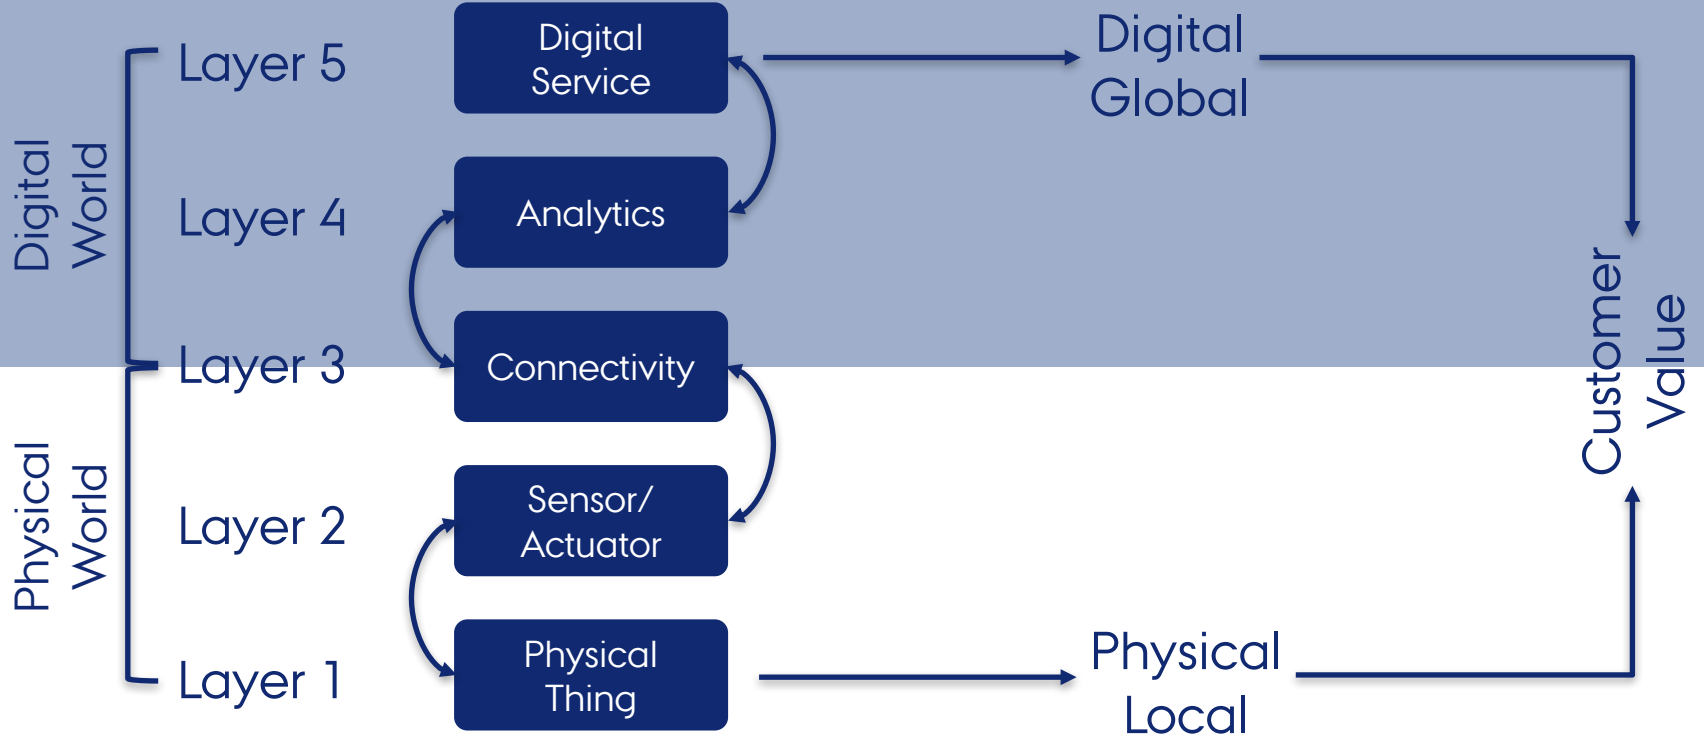 Digital
World
Layer 5
Digital
Service
Digital
Global
Layer 4
Analytics
Layer 3
Connectivity
Customer
Value
Physical
World
Layer 2
Sensor/
Actuator
Layer 1
Physical
Thing
Physical
Local